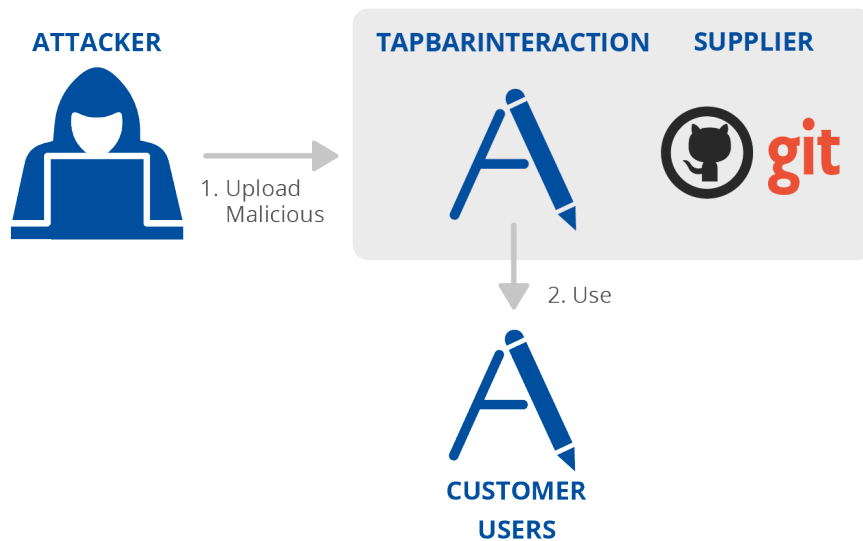 ATTACKER
TAPBARINTERACTION
SUPPLIER
git
1. Upload
Malicious
2. Use
CUSTOMER
USERS